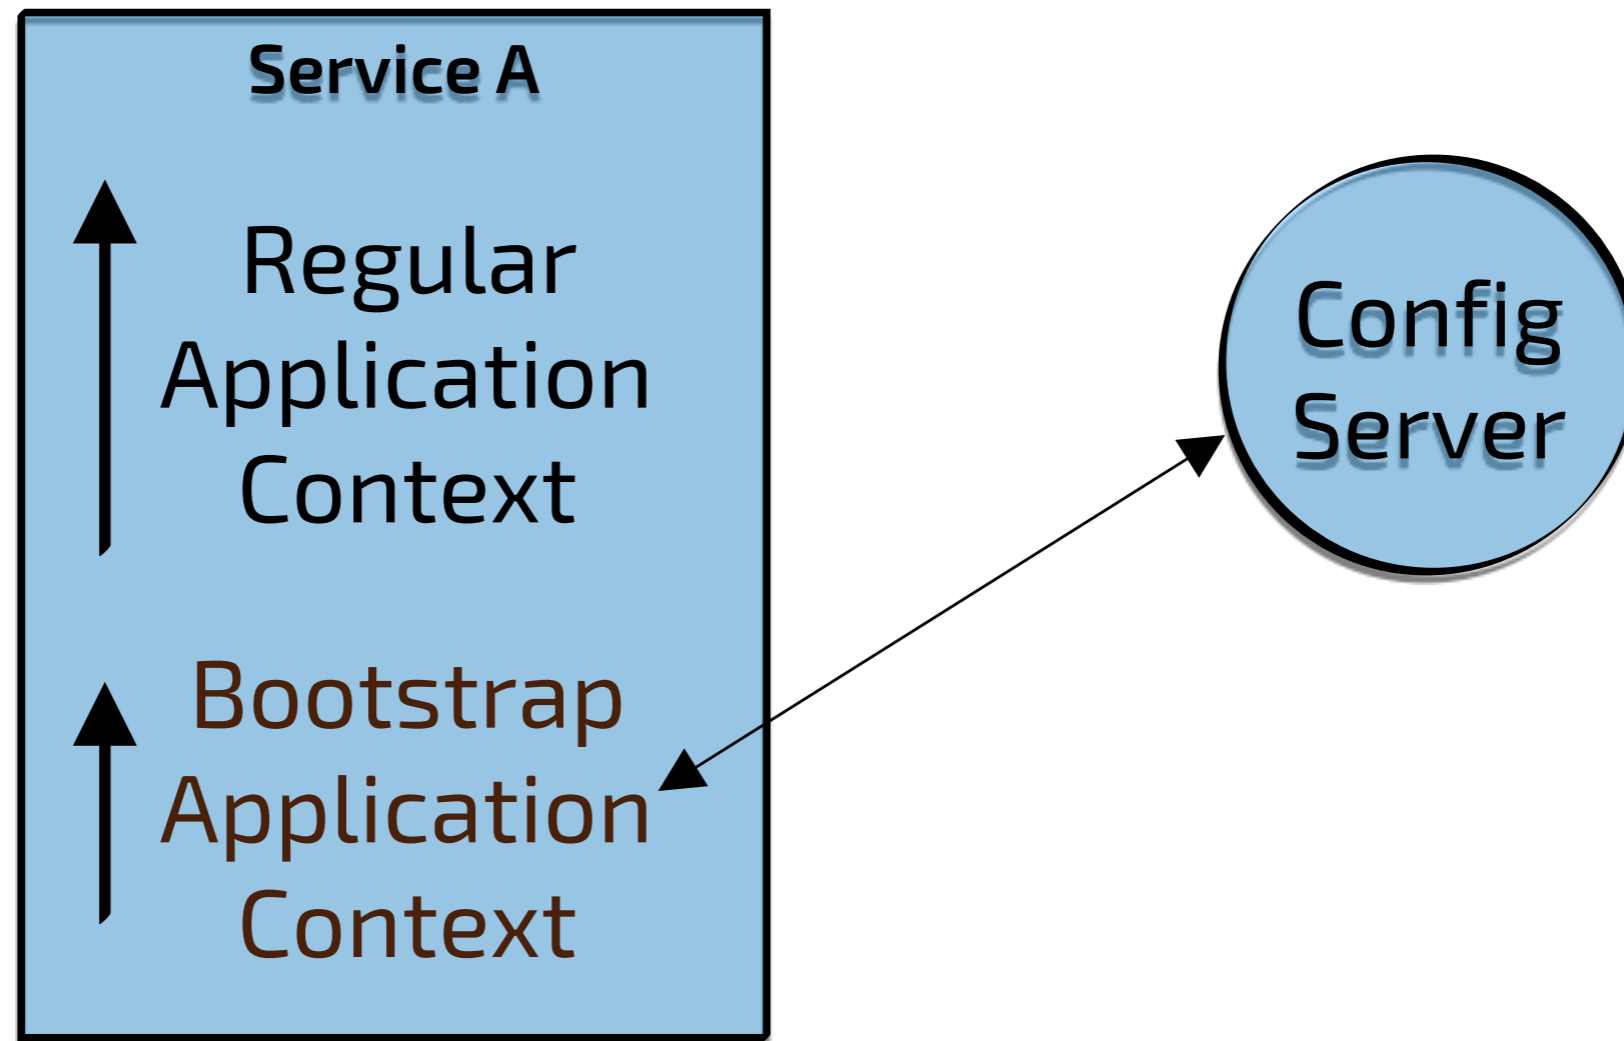 Service A
Regular
Application
Context
Bootstrap
Application
Context
Config
Server